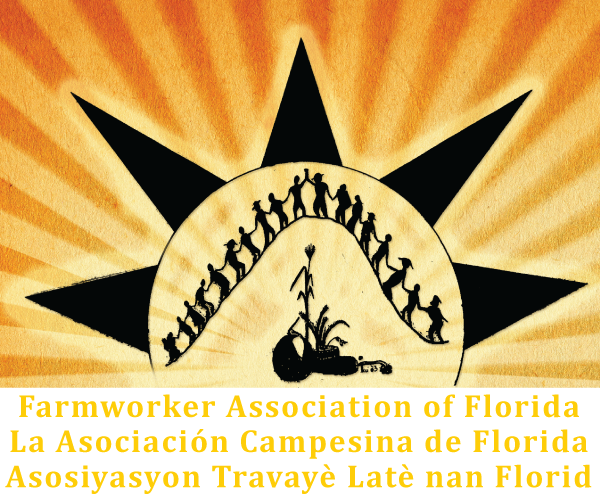 Farmworker Association of Florida
La Asociación Campesina de Florida
Asosiyasyon Travayè Latè nan Florid